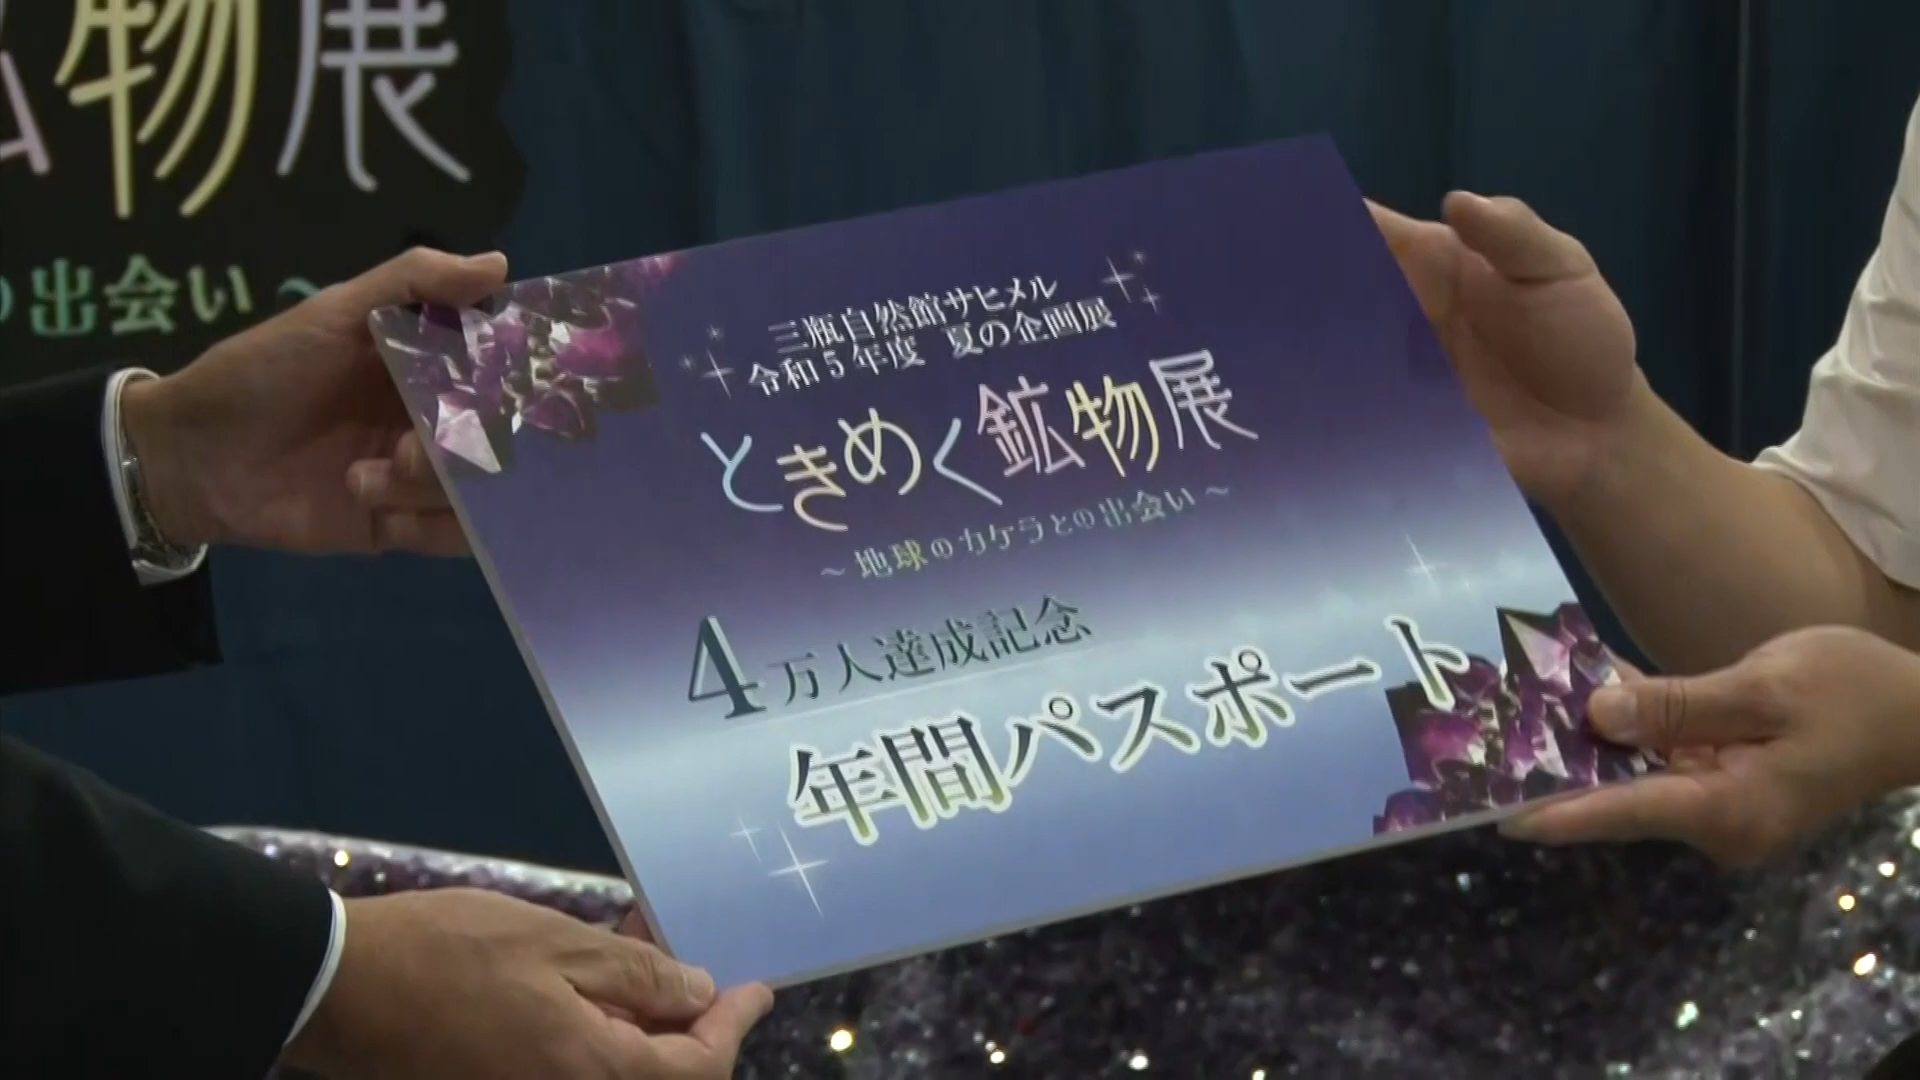 物展
の出会い～
三瓶自然館サヒメル
令和5年度 夏の企画展
ときめく鉱物展
～地球のカケラとの出会い～
4万人達成記念
年間パスポート